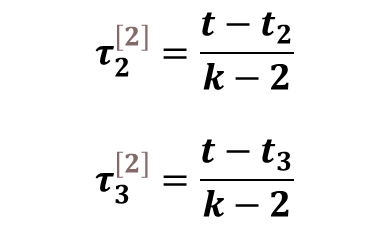 τ₂^[2] = (t − t₂)/(k − 2)
τ₃^[2] = (t − t₃)/(k − 2)